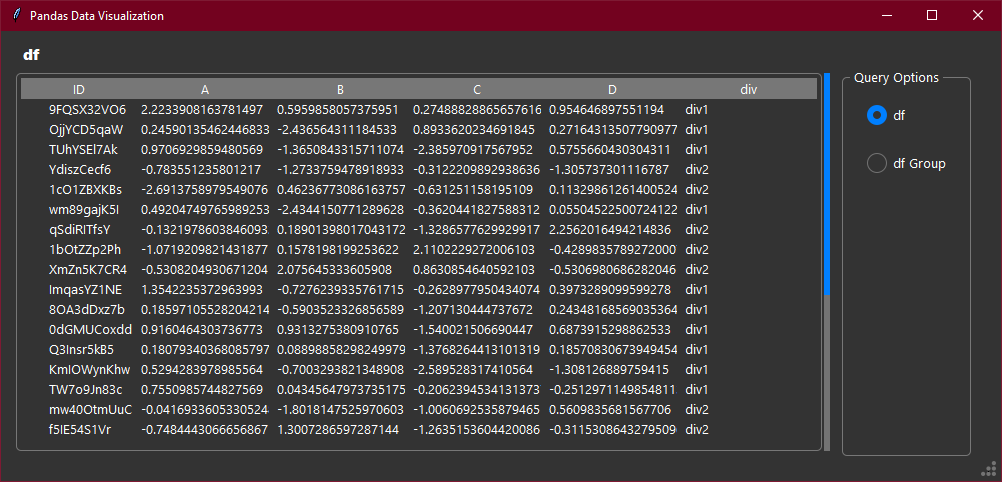 Pandas Data Visualization
df
Query Options
df
df Group
ID A B C D div
9FQSX32VO6 2.2233908163781497 0.5959858057375951 0.27488828865657616 0.954646897551194 div1
OjjYCD5qaW 0.24590135462446833 -2.436564311184533 0.8933620234691845 0.27164313507790977 div1
TUhYSEl7Ak 0.9706929859480569 -1.3650843315711074 -2.385970917567952 0.5755660430304311 div1
YdiszCecf6 -0.783551235801217 -1.2733759478918933 -0.3122209892938636 -1.305737301116787 div2
1cO1ZBXKBs -2.6913758979549076 0.46236773086163757 -0.631251158195109 0.11329861261400524 div2
wm89gajK5I 0.49204749765989253 -2.4344150771289628 -0.3620441827588312 0.05504522500724122 div1
qSdiRITfsY -0.1321978603846093 0.18901398017043172 -1.3286577629929917 2.2562016494214836 div2
1bOtZZp2Ph -1.0719209821431877 0.1578198199253622 2.1102229272006103 -0.4289835789272000 div2
XmZn5K7CR4 -0.5308204930671204 2.075645333605908 0.8630854640592103 -0.5306980686282046 div2
ImqasYZ1NE 1.3542235372963993 -0.7276239335761715 -0.2628977950434074 0.3973289099599278 div1
8OA3dDxz7b 0.18597105528204214 -0.5903523326856589 -1.207130444737672 0.24348168569035364 div1
0dGMUCoxdd 0.9160464303736773 0.9313275380910765 -1.540021506690447 0.6873915298862533 div1
Q3Insr5kB5 0.18079340368085797 0.08898858298249979 -1.3768264413101319 0.18570830673949454 div1
KmIOWynKhw 0.5294283978985564 -0.7003293821348908 -2.589528317410564 -1.308126889759415 div1
TW7o9Jn83c 0.7550985744827569 0.04345647973735175 -0.2062394534131373 -0.2512971149854811 div1
mw40OtmUuC -0.0416933605330524 -1.8018147525970603 -1.0060692535879465 0.5609835681567706 div2
f5IE54S1Vr -0.7484443066656867 1.3007286597287144 -1.2635153604420086 -0.3115308643279509 div2